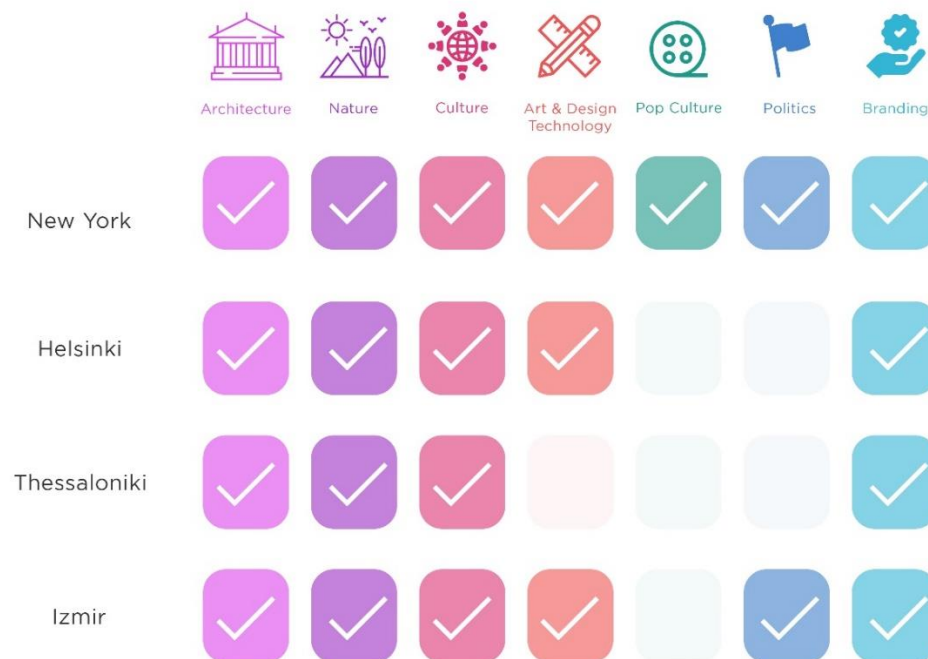 Architecture
Nature
Culture
Art & Design
Technology
Pop Culture
Politics
Branding
New York
Helsinki
Thessaloniki
Izmir